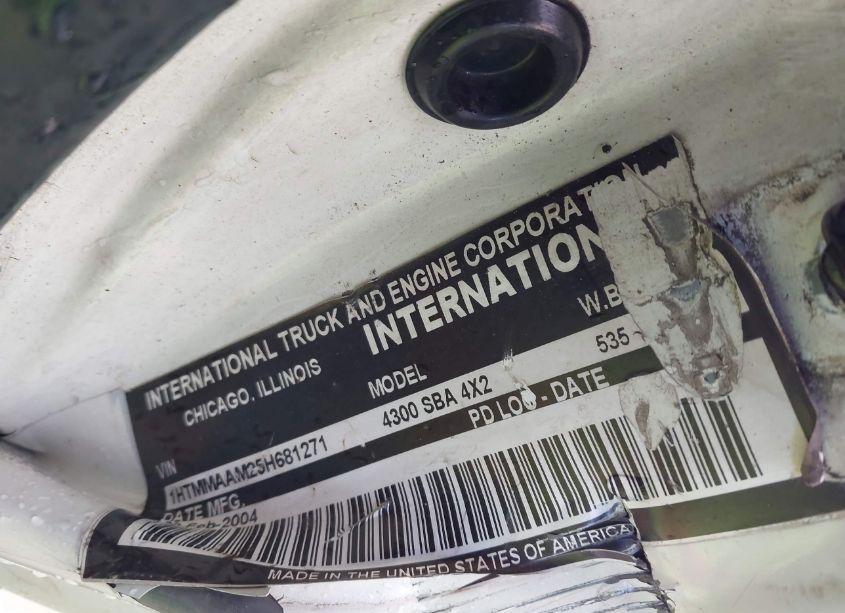 INTERNATIONAL TRUCK AND ENGINE CORPORATION
CHICAGO, ILLINOIS
INTERNATION
VIN
MODEL
W.B
1HTMMAAM25H681271
4300 SBA 4X2
535
DATE MFG.
PD LOC - DATE
2004
MADE IN THE UNITED STATES OF AMERICA